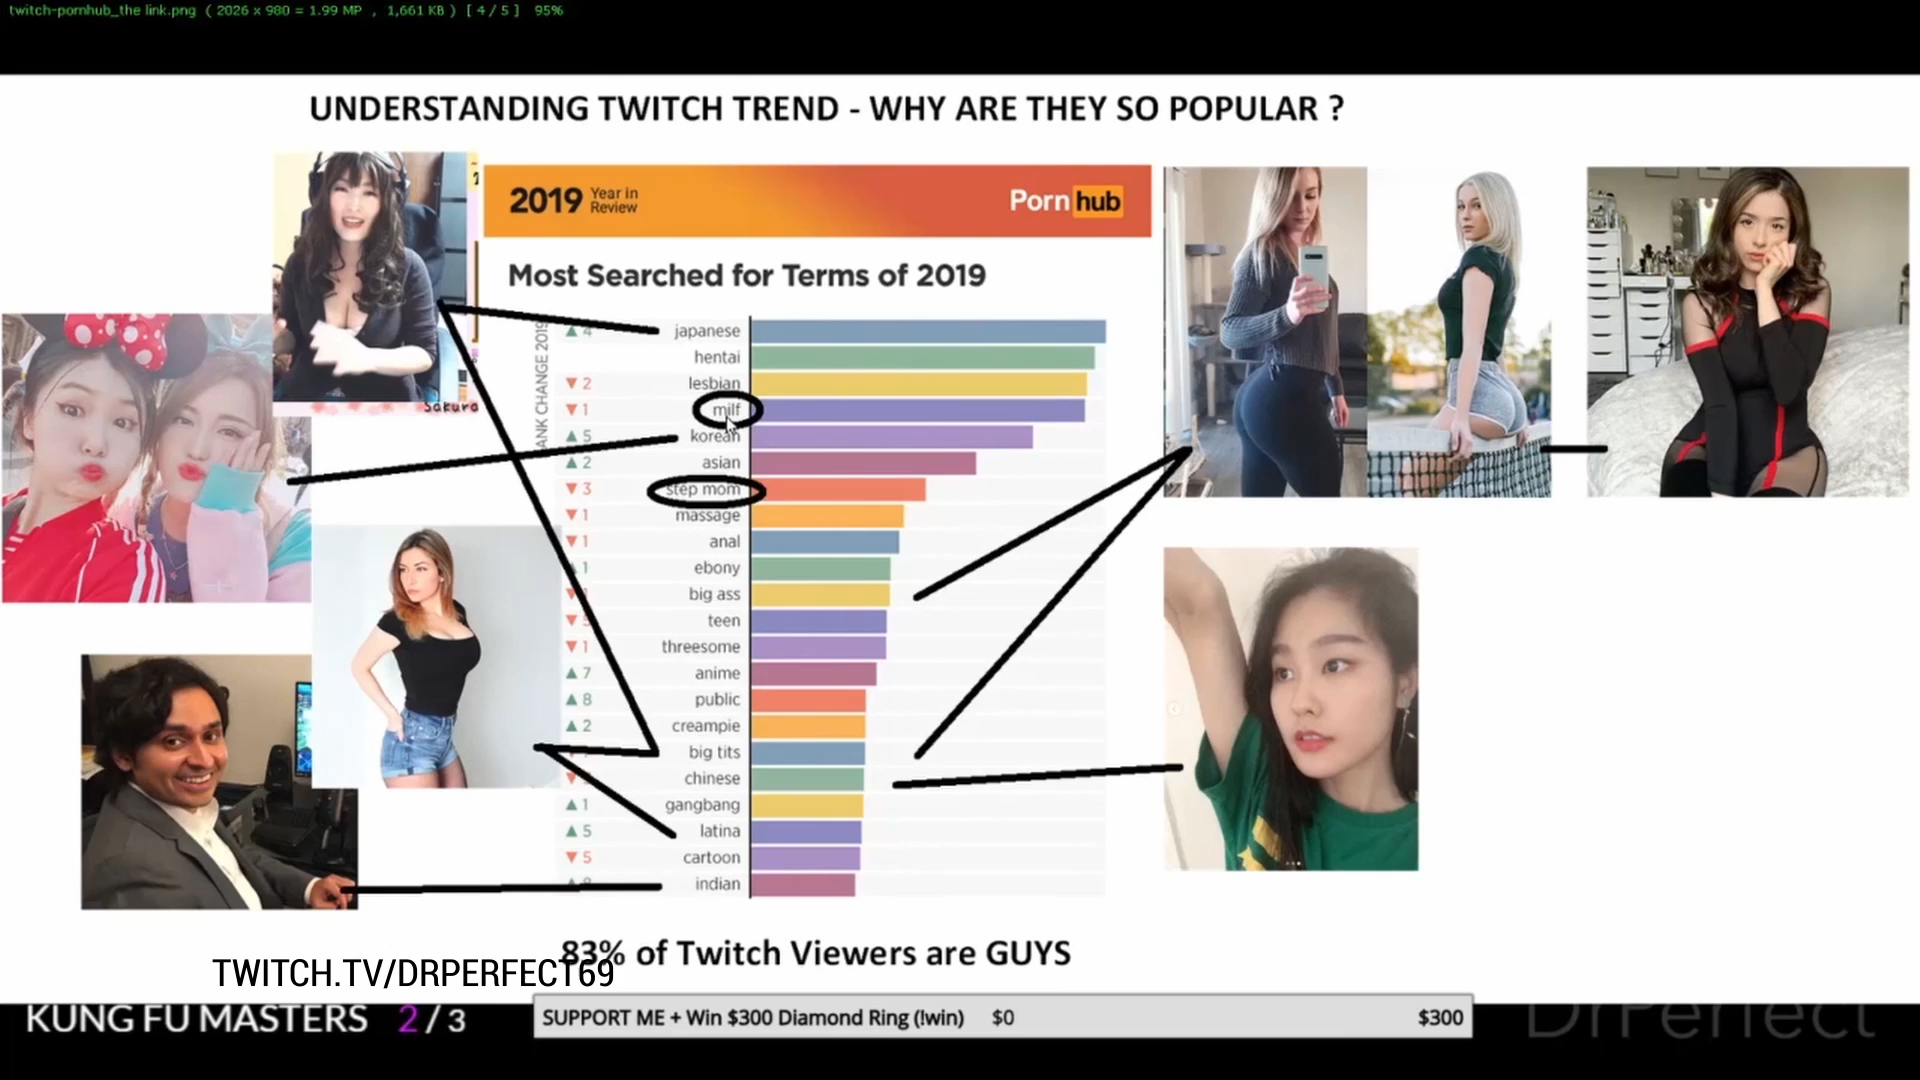 twitch-pornhub_the link.png ( 2026 x 980 = 1.99 MP , 1,661 KB ) [ 4 / 5 ] 95%
UNDERSTANDING TWITCH TREND - WHY ARE THEY SO POPULAR ?
2019 Year in Review
Porn hub
Most Searched for Terms of 2019
▲ 4 japanese
hentai
▼ 2 lesbian
▼ 1 milf
▲ 5 korean
▲ 2 asian
▼ 3 step mom
▼ 1 massage
▼ 1 anal
1 ebony
big ass
teen
▼ 1 threesome
▲ 7 anime
▲ 8 public
▲ 2 creampie
big tits
chinese
▲ 1 gangbang
▲ 5 latina
▼ 5 cartoon
indian
ANK CHANGE 2019
Sakura
83% of Twitch Viewers are GUYS
TWITCH.TV/DRPERFECT69
KUNG FU MASTERS 2 / 3
SUPPORT ME + Win $300 Diamond Ring (!win) $0 $300
DrPerfect